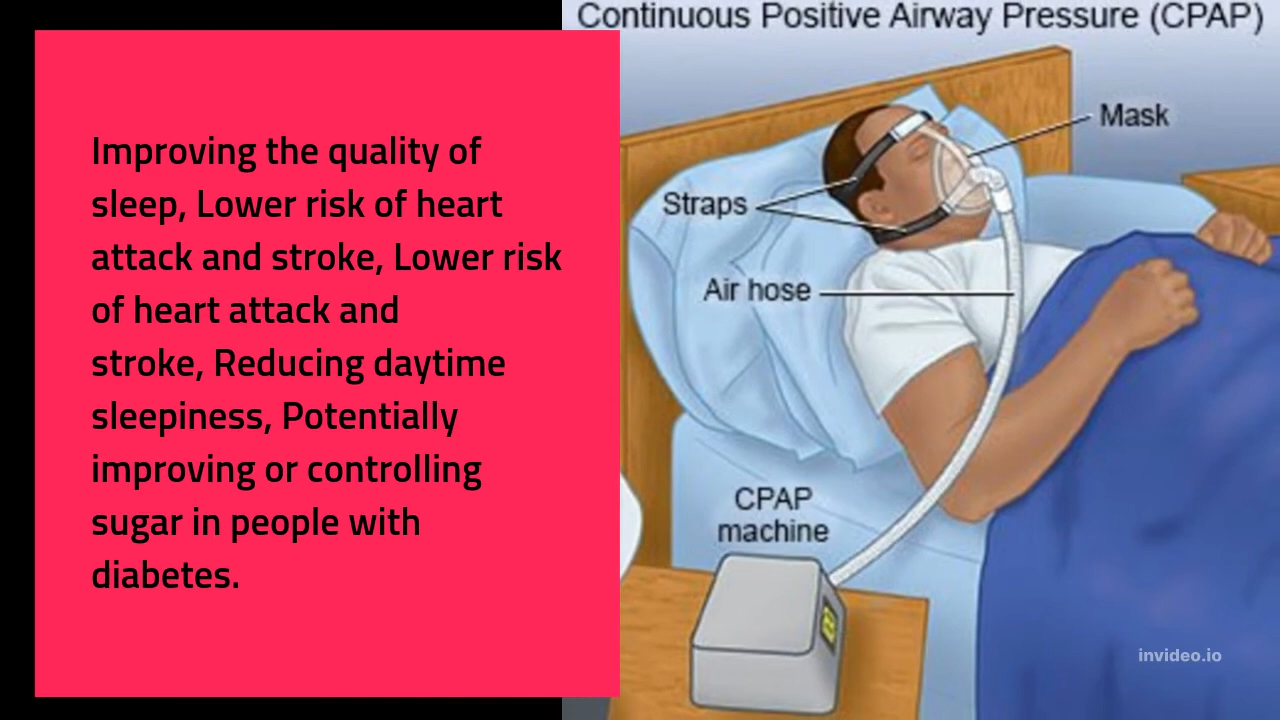 Continuous Positive Airway Pressure (CPAP)
Improving the quality of
sleep, Lower risk of heart
attack and stroke, Lower risk
of heart attack and
stroke, Reducing daytime
sleepiness, Potentially
improving or controlling
sugar in people with
diabetes.
Mask
Straps
Air hose
CPAP
machine
invideo.io